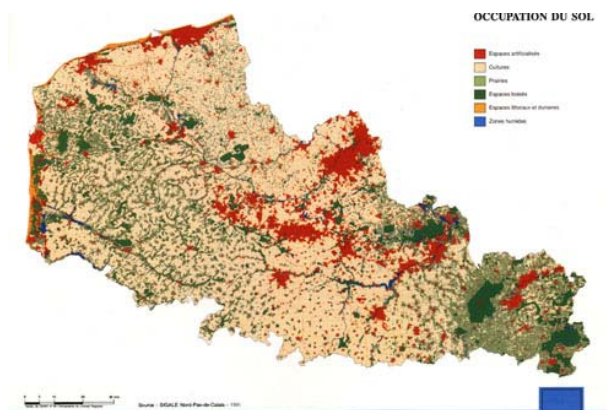 OCCUPATION DU SOL
Espaces artificialisés
Cultures
Prairies
Espaces boisés
Espaces littoraux et dunaires
Zones humides
Source : SIGALE Nord-Pas-de-Calais -